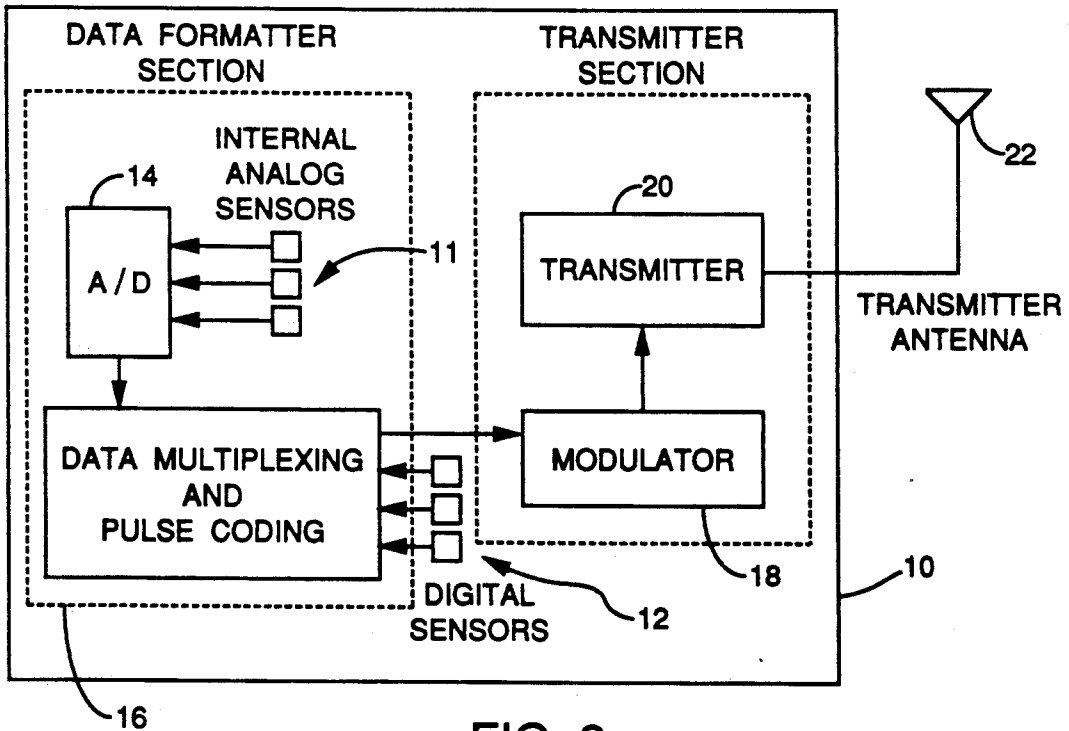 DATA FORMATTER
SECTION
TRANSMITTER
SECTION
INTERNAL
ANALOG
SENSORS
14
A/D
11
20
TRANSMITTER
22
TRANSMITTER
ANTENNA
DATA MULTIPLEXING
AND
PULSE CODING
MODULATOR
18
10
DIGITAL
SENSORS
12
16